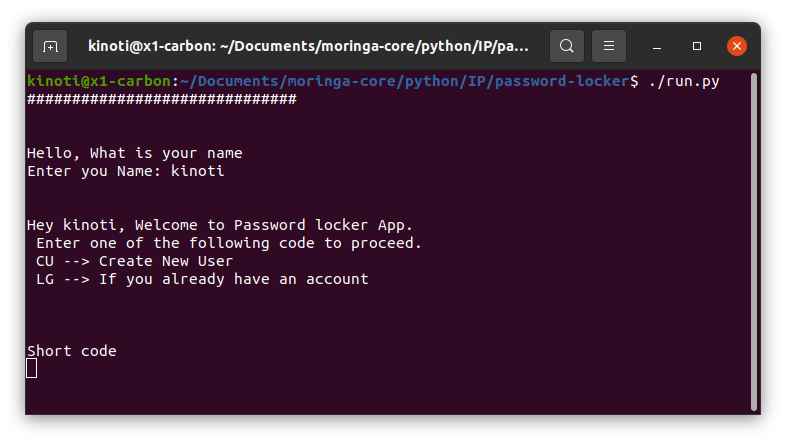 kinoti@x1-carbon: ~/Documents/moringa-core/python/IP/pa...
kinoti@x1-carbon:~/Documents/moringa-core/python/IP/password-locker$ ./run.py
##############################
Hello, What is your name
Enter you Name: kinoti
Hey kinoti, Welcome to Password locker App.
 Enter one of the following code to proceed.
 CU --> Create New User
 LG --> If you already have an account
Short code